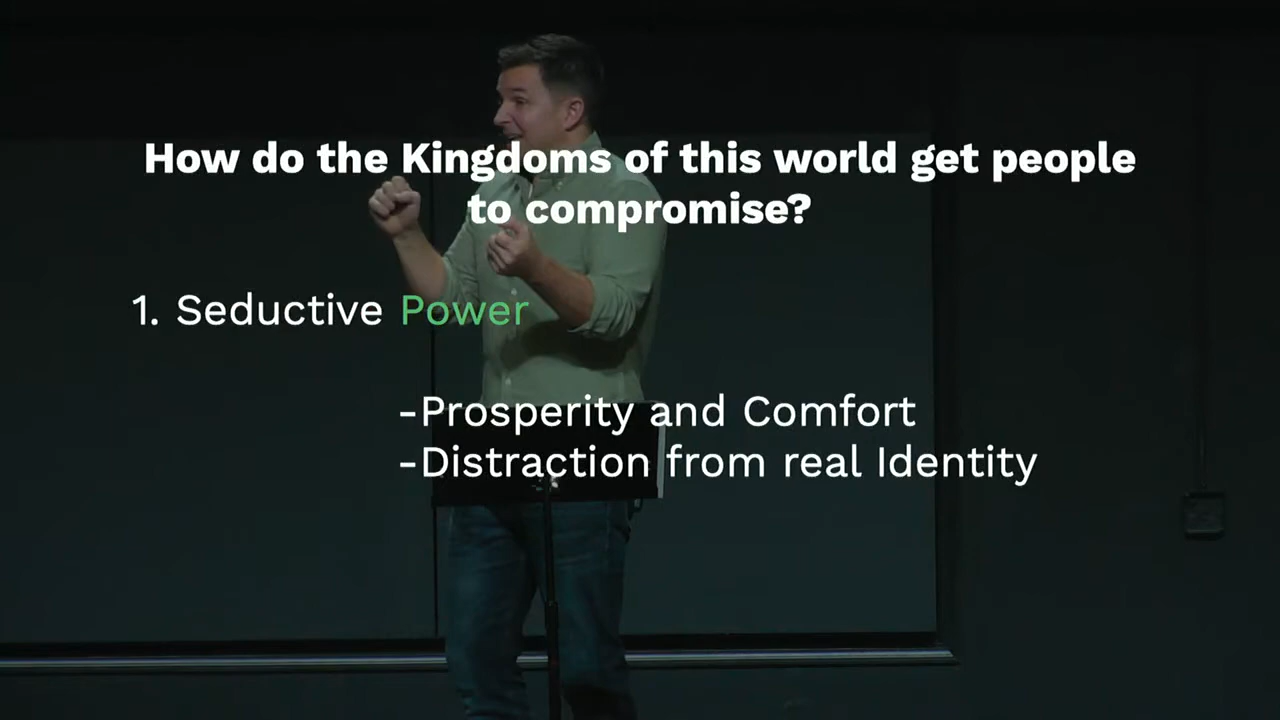 How do the Kingdoms of this world get people
to compromise?
1. Seductive Power
-Prosperity and Comfort
-Distraction from real Identity